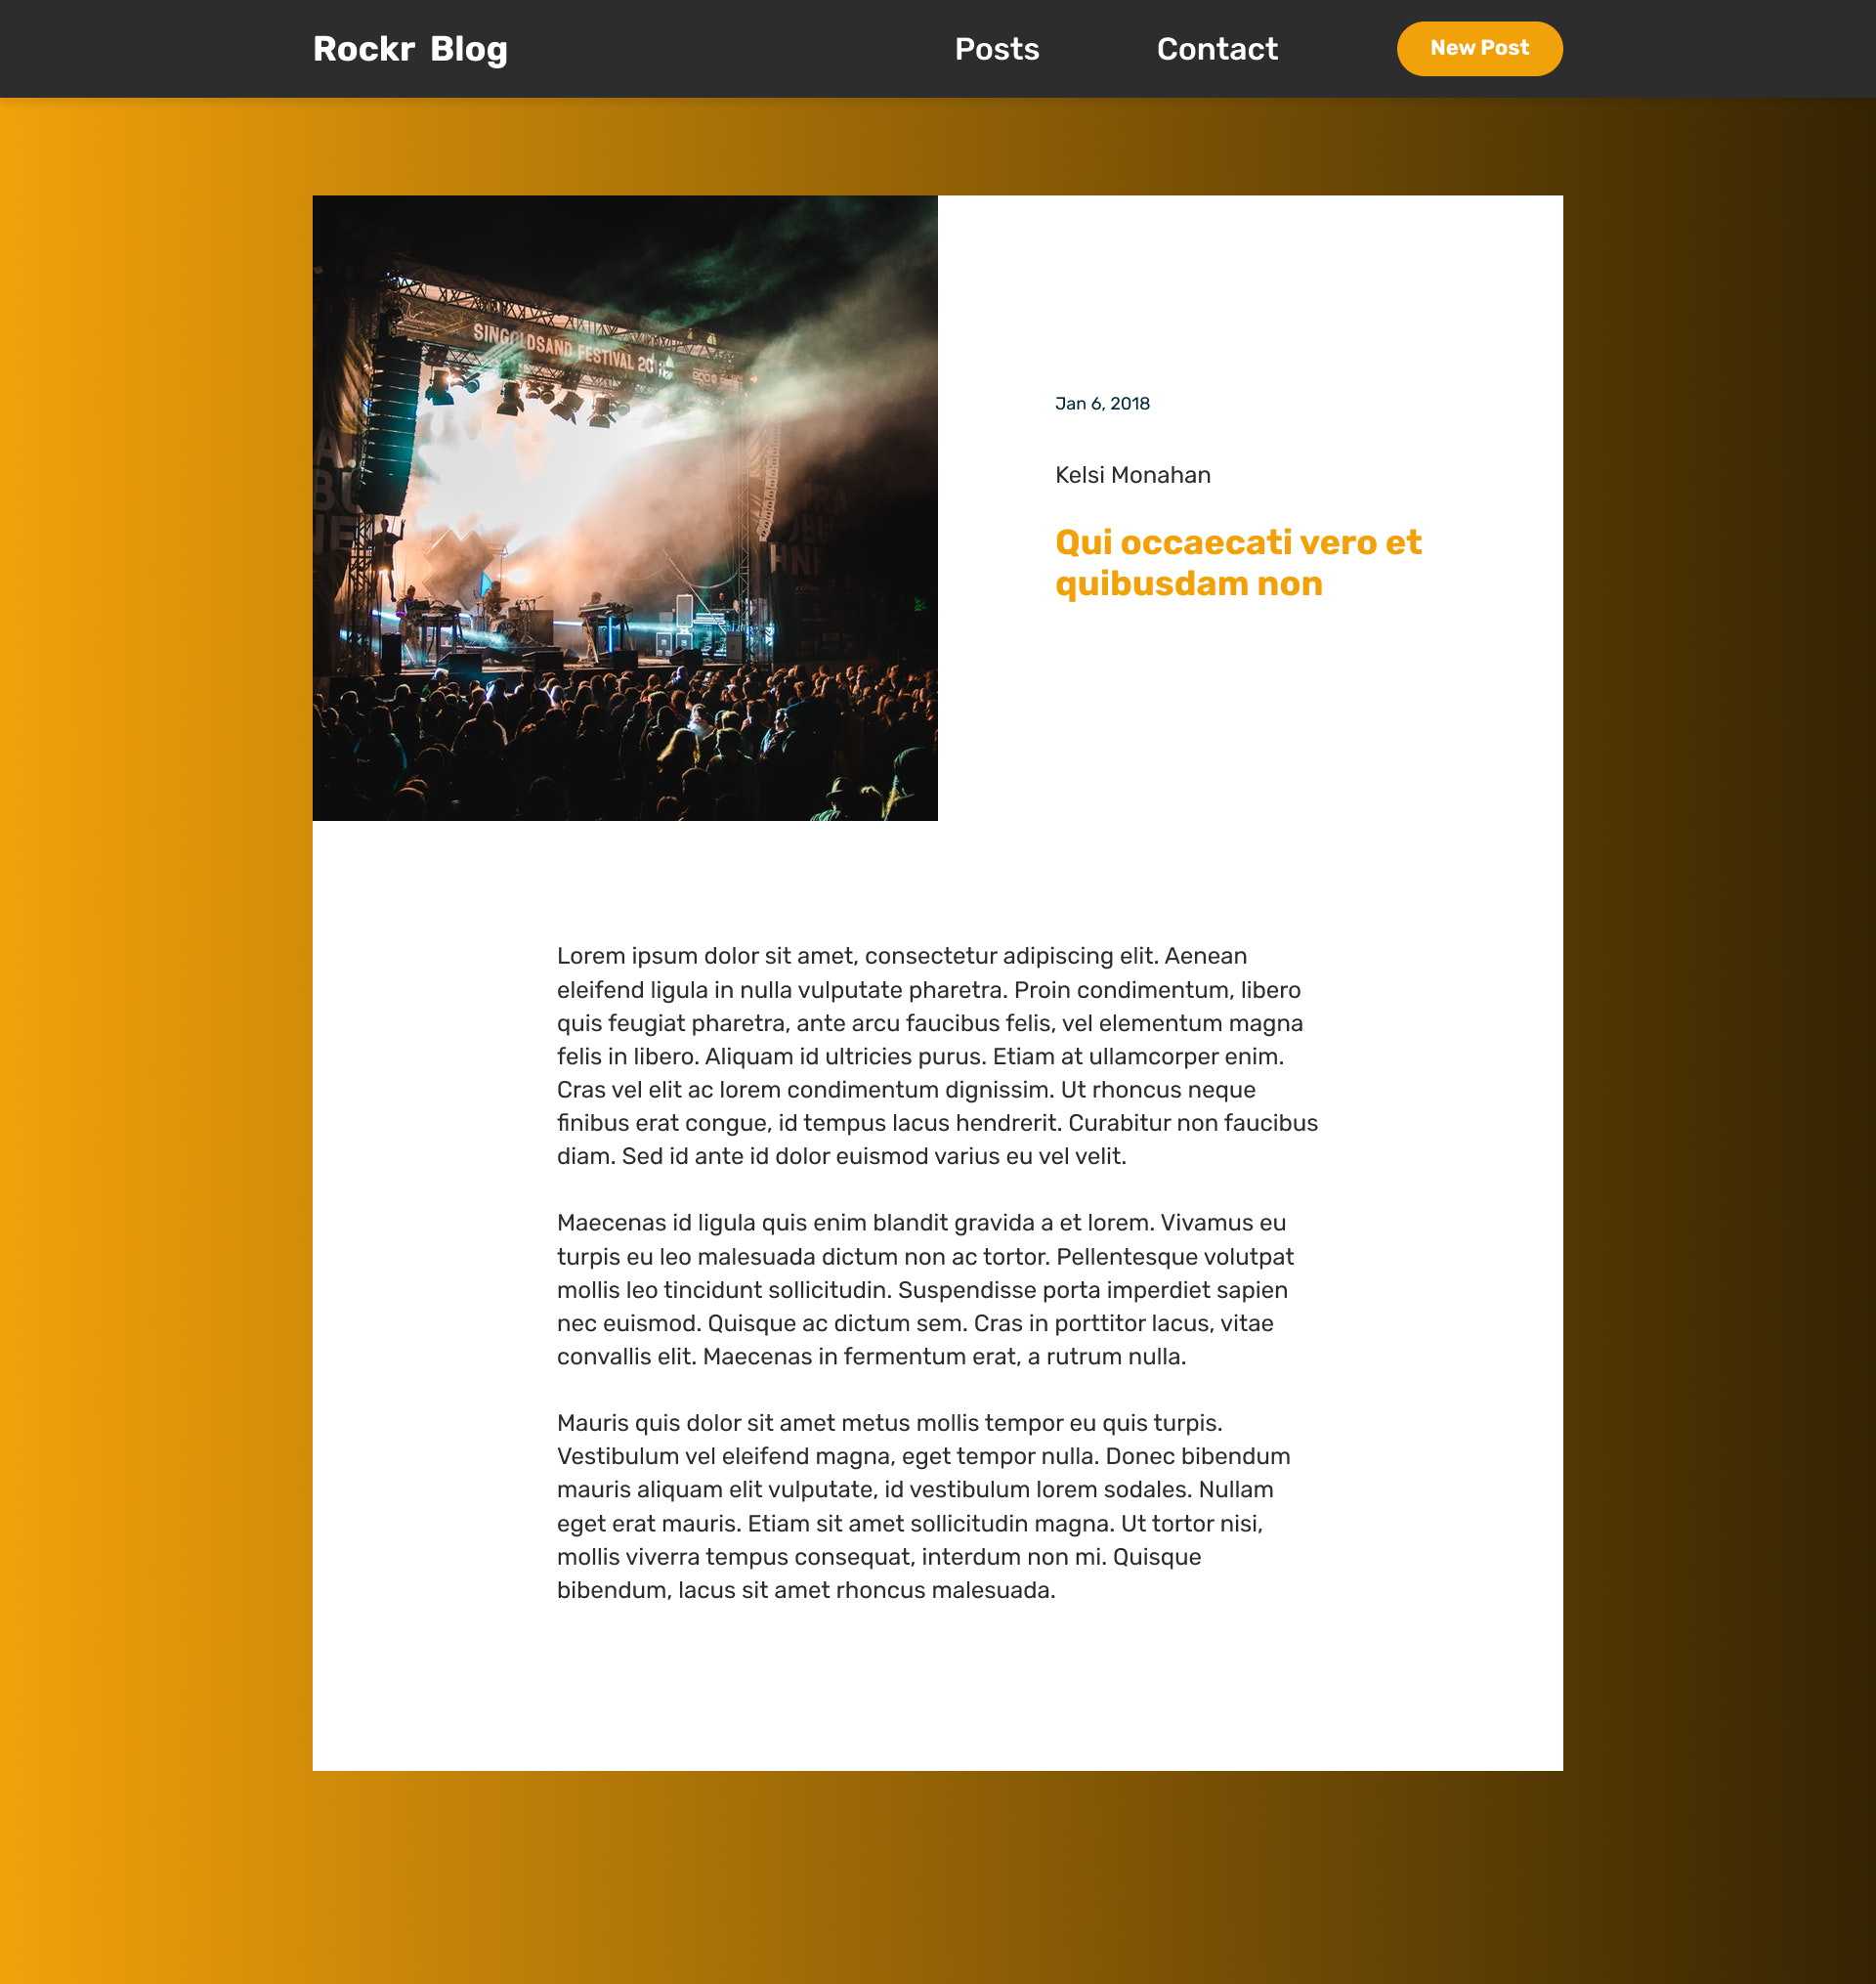 Rockr Blog
Posts
Contact
New Post
SINGOLDSAND FESTIVAL 2018
Jan 6, 2018
Kelsi Monahan
Qui occaecati vero et
quibusdam non
Lorem ipsum dolor sit amet, consectetur adipiscing elit. Aenean
eleifend ligula in nulla vulputate pharetra. Proin condimentum, libero
quis feugiat pharetra, ante arcu faucibus felis, vel elementum magna
felis in libero. Aliquam id ultricies purus. Etiam at ullamcorper enim.
Cras vel elit ac lorem condimentum dignissim. Ut rhoncus neque
finibus erat congue, id tempus lacus hendrerit. Curabitur non faucibus
diam. Sed id ante id dolor euismod varius eu vel velit.
Maecenas id ligula quis enim blandit gravida a et lorem. Vivamus eu
turpis eu leo malesuada dictum non ac tortor. Pellentesque volutpat
mollis leo tincidunt sollicitudin. Suspendisse porta imperdiet sapien
nec euismod. Quisque ac dictum sem. Cras in porttitor lacus, vitae
convallis elit. Maecenas in fermentum erat, a rutrum nulla.
Mauris quis dolor sit amet metus mollis tempor eu quis turpis.
Vestibulum vel eleifend magna, eget tempor nulla. Donec bibendum
mauris aliquam elit vulputate, id vestibulum lorem sodales. Nullam
eget erat mauris. Etiam sit amet sollicitudin magna. Ut tortor nisi,
mollis viverra tempus consequat, interdum non mi. Quisque
bibendum, lacus sit amet rhoncus malesuada.